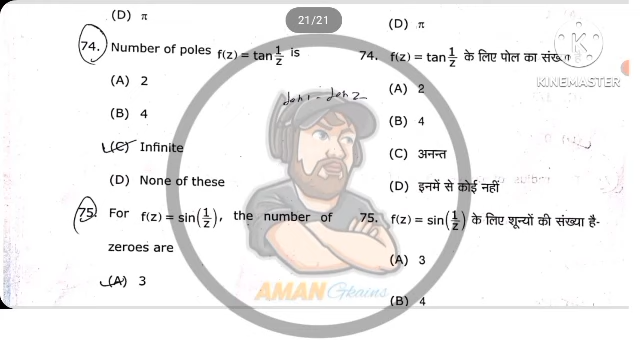 (D) π
21/21
(D) π
74. Number of poles f(z) = tan 1/z is
74. f(z) = tan 1/z के लिए पोल का संख्या है
K
KINEMASTER
(A) 2
(A) 2
(B) 4
(B) 4
(C) Infinite
(C) अनन्त
(D) None of these
(D) इनमें से कोई नहीं
75. For f(z) = sin(1/z), the number of
zeroes are
75. f(z) = sin(1/z) के लिए शून्यों की संख्या है-
(A) 3
(A) 3
(B) 4
AMAN Grains